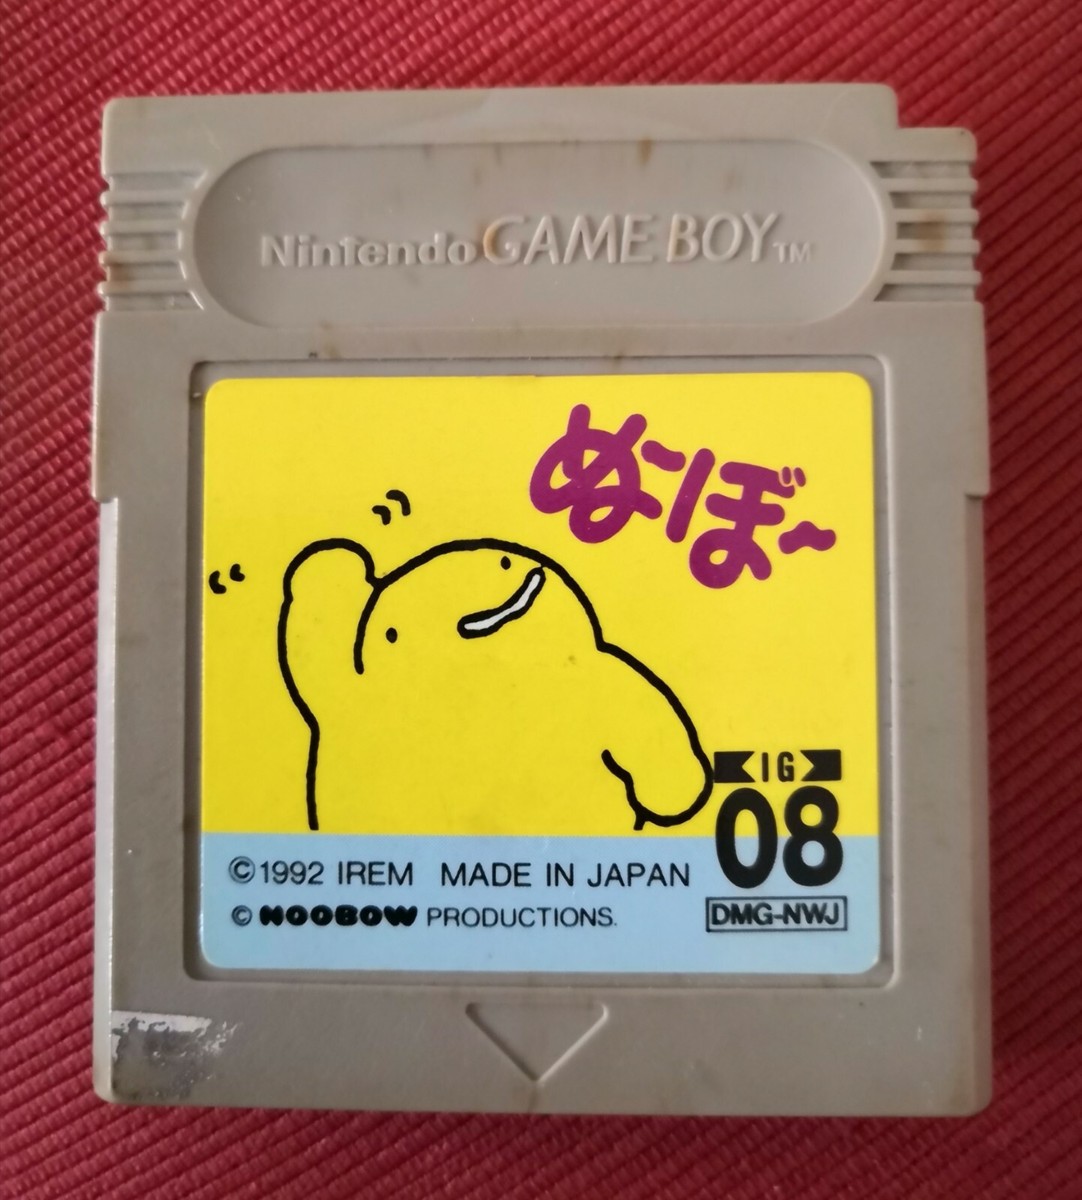 Nintendo GAME BOY TM
ぬ〜ぼ〜
IG
08
© 1992 IREM MADE IN JAPAN
© NOOBOW PRODUCTIONS.
DMG-NWJ